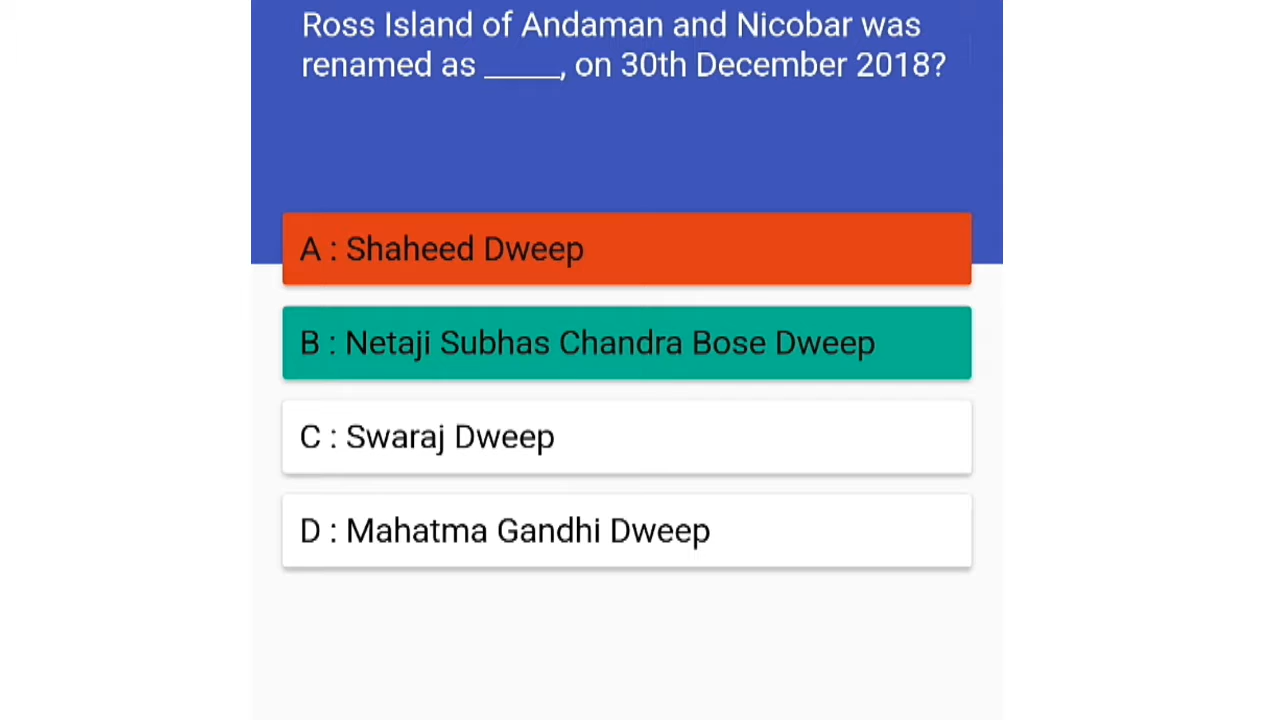 Ross Island of Andaman and Nicobar was
renamed as _____, on 30th December 2018?
A : Shaheed Dweep
B : Netaji Subhas Chandra Bose Dweep
C : Swaraj Dweep
D : Mahatma Gandhi Dweep